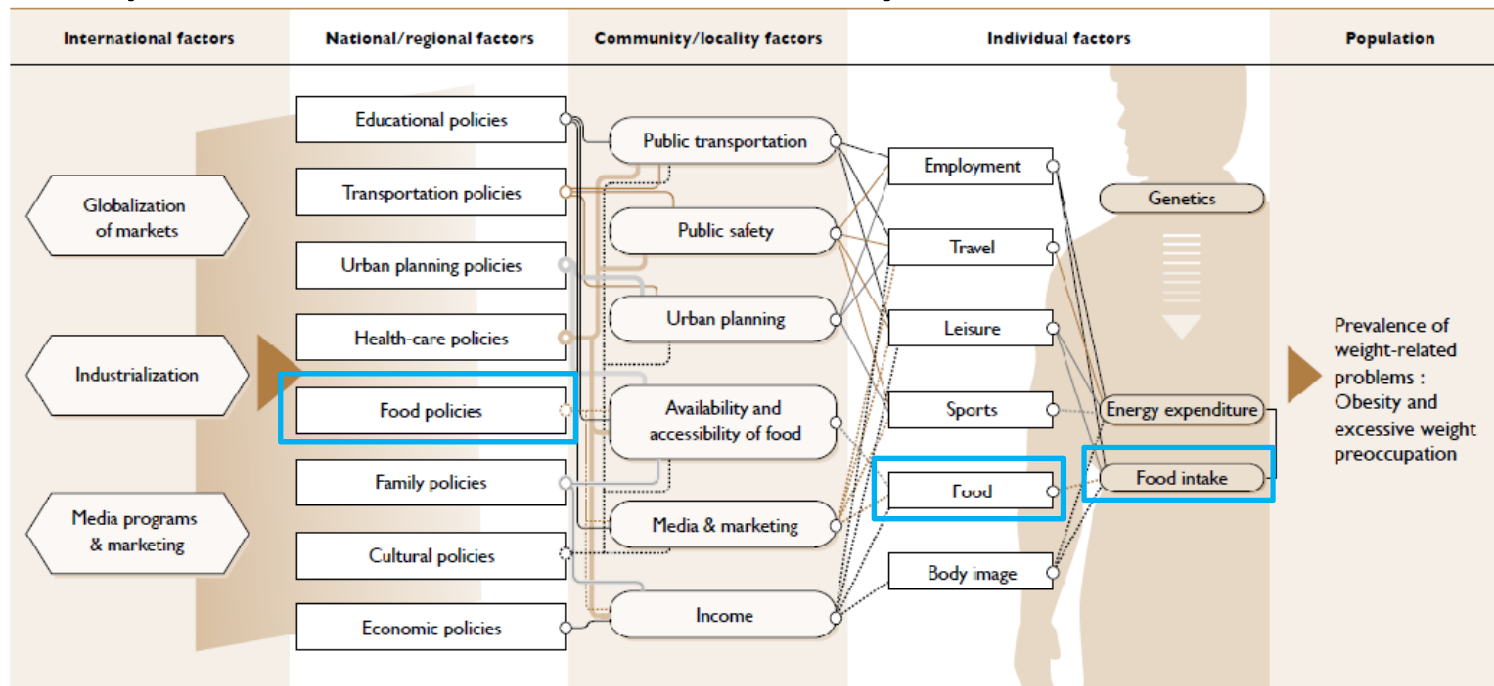 International factors
National/regional factors
Community/locality factors
Individual factors
Population
Globalization
of markets
Industrialization
Media programs
& marketing
Educational policies
Transportation policies
Urban planning policies
Health-care policies
Food policies
Family policies
Cultural policies
Economic policies
Public transportation
Public safety
Urban planning
Availability and
accessibility of food
Media & marketing
Income
Employment
Travel
Leisure
Sports
Food
Body image
Genetics
Energy expenditure
Food intake
Prevalence of
weight-related
problems :
Obesity and
excessive weight
preoccupation